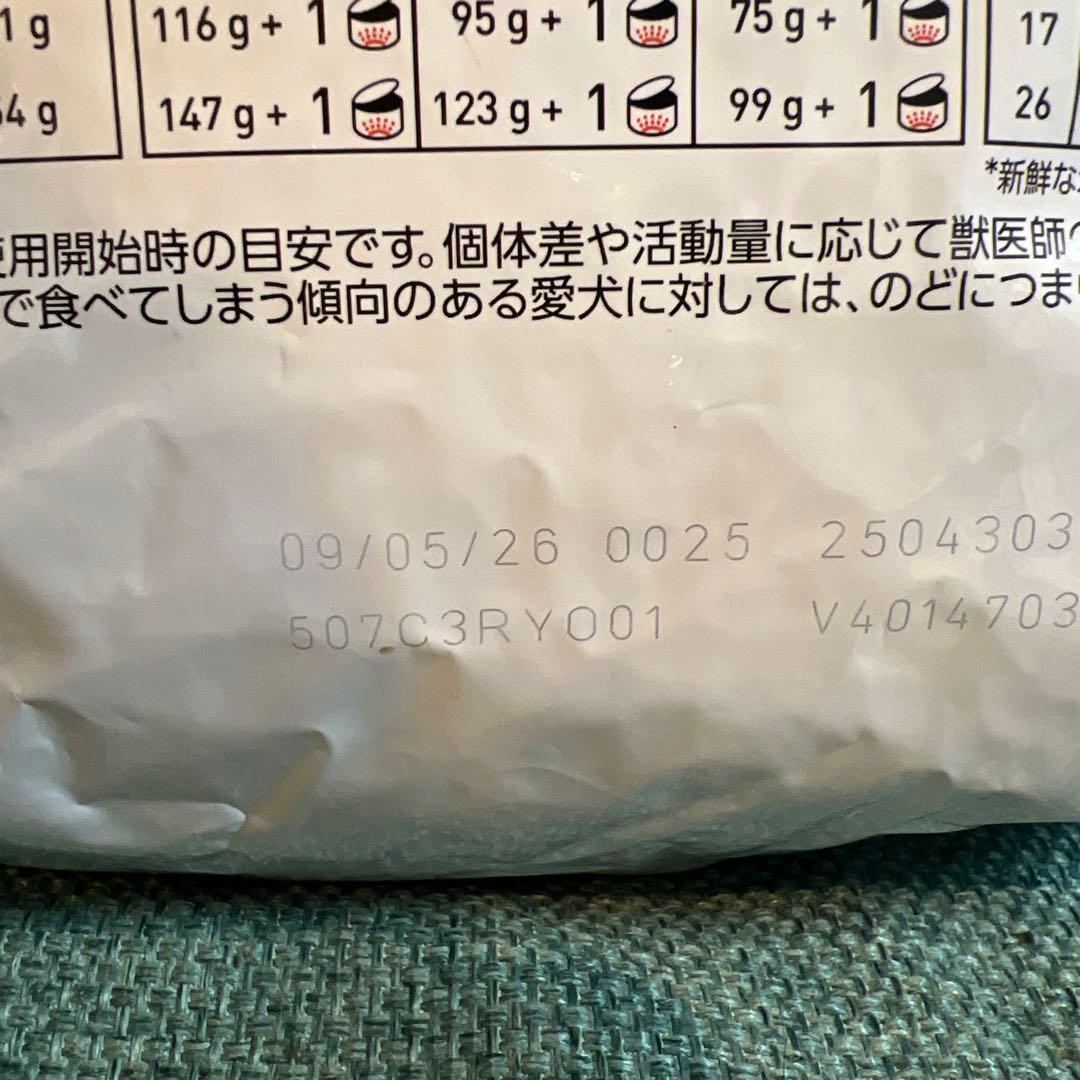 1 g 116 g + 1 95 g + 1 75 g + 1 17
4 g 147 g + 1 123 g + 1 99 g + 1 26
*新鮮な
使用開始時の目安です。個体差や活動量に応じて獣医師
で食べてしまう傾向のある愛犬に対しては、のどにつま
09/05/26 0025 2504303
507C3RY001 V4014703